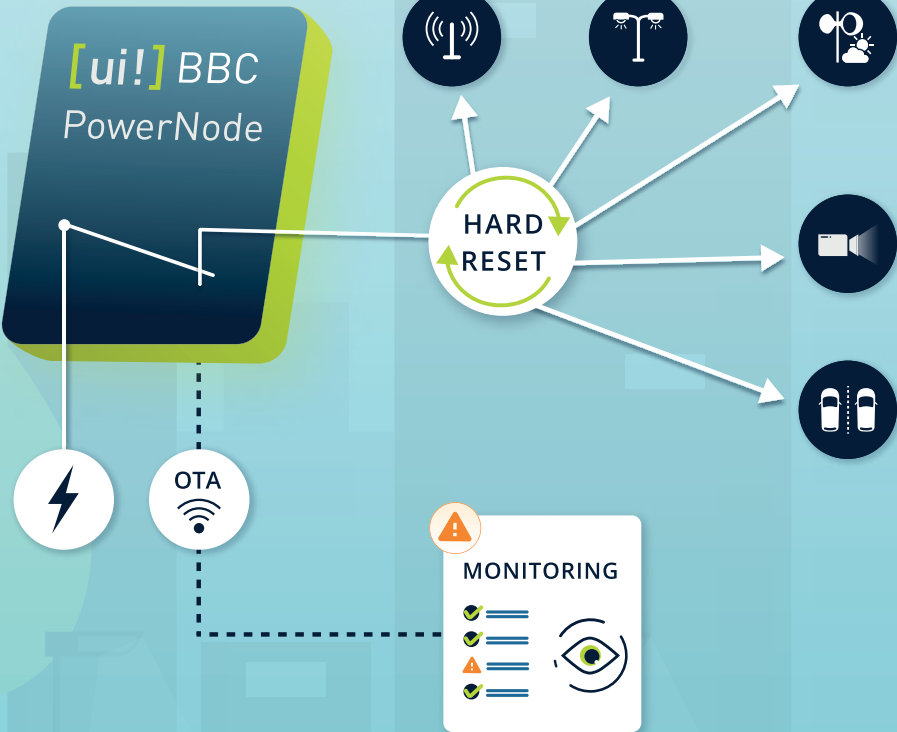 [ui!] BBC
PowerNode
HARD
RESET
OTA
MONITORING